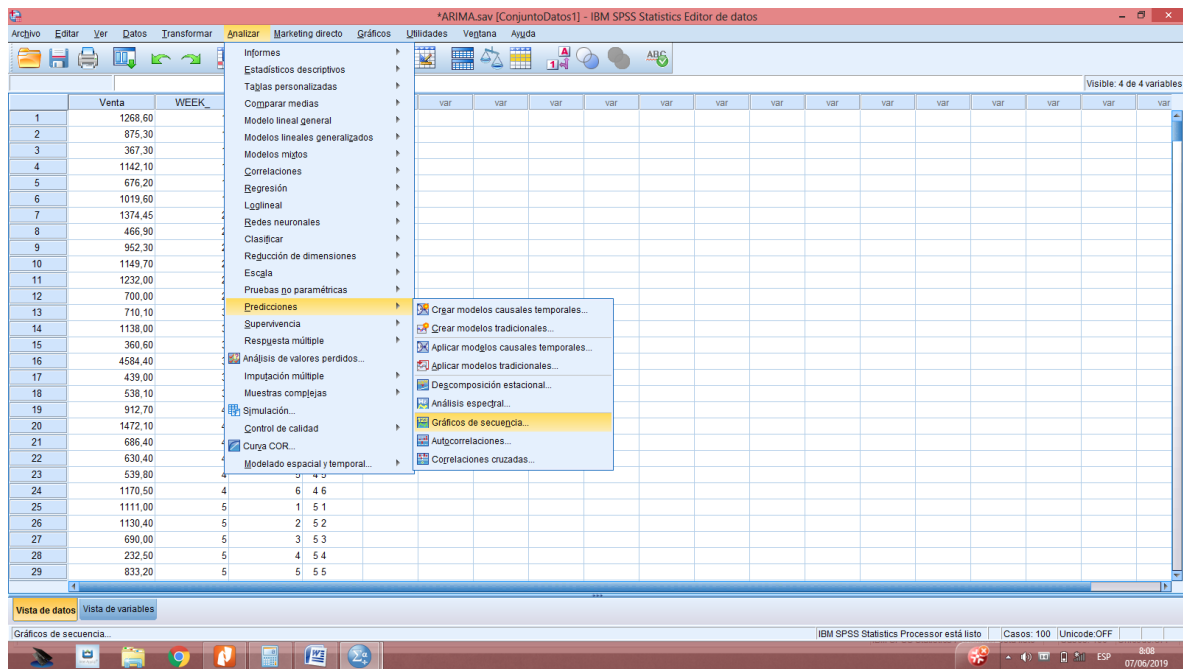 *ARIMA.sav [ConjuntoDatos1] - IBM SPSS Statistics Editor de datos
Archivo Editar Ver Datos Transformar Analizar Marketing directo Gráficos Utilidades Ventana Ayuda
Visible: 4 de 4 variables
Venta WEEK_ var var var var var var var var var var var var var var
1 1268,60
2 875,30
3 367,30
4 1142,10
5 676,20
6 1019,60
7 1374,45
8 466,90
9 952,30
10 1149,70
11 1232,00
12 700,00
13 710,10
14 1138,00
15 360,60
16 4584,40
17 439,00
18 538,10
19 912,70
20 1472,10
21 686,40
22 630,40
23 539,80 4 5 4 5
24 1170,50 4 6 4 6
25 1111,00 5 1 5 1
26 1130,40 5 2 5 2
27 690,00 5 3 5 3
28 232,50 5 4 5 4
29 833,20 5 5 5 5
Informes
Estadísticos descriptivos
Tablas personalizadas
Comparar medias
Modelo lineal general
Modelos lineales generalizados
Modelos mixtos
Correlaciones
Regresión
Loglineal
Redes neuronales
Clasificar
Reducción de dimensiones
Escala
Pruebas no paramétricas
Predicciones
Supervivencia
Respuesta múltiple
Análisis de valores perdidos...
Imputación múltiple
Muestras complejas
Simulación...
Control de calidad
Curva COR...
Modelado espacial y temporal...
Crear modelos causales temporales...
Crear modelos tradicionales...
Aplicar modelos causales temporales...
Aplicar modelos tradicionales...
Descomposición estacional...
Análisis espectral...
Gráficos de secuencia...
Autocorrelaciones...
Correlaciones cruzadas...
Vista de datos Vista de variables
Gráficos de secuencia... IBM SPSS Statistics Processor está listo Casos: 100 Unicode:OFF
ESP 8:08
07/06/2019